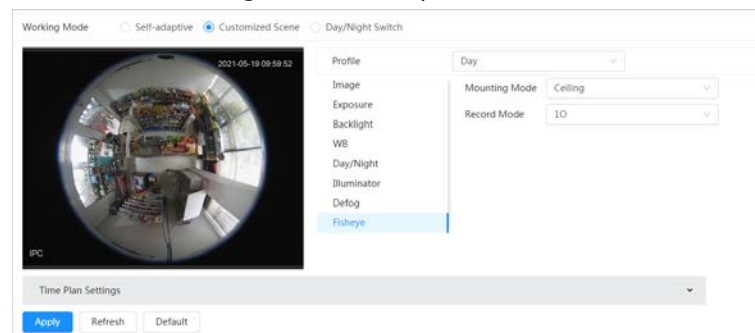 Working Mode Self-adaptive Customized Scene Day/Night Switch
2021-05-19 09:59:52
IPC
Profile Day
Image
Exposure
Backlight
WB
Day/Night
Illuminator
Defog
Fisheye
Mounting Mode Ceiling
Record Mode 1O
Time Plan Settings
Apply Refresh Default